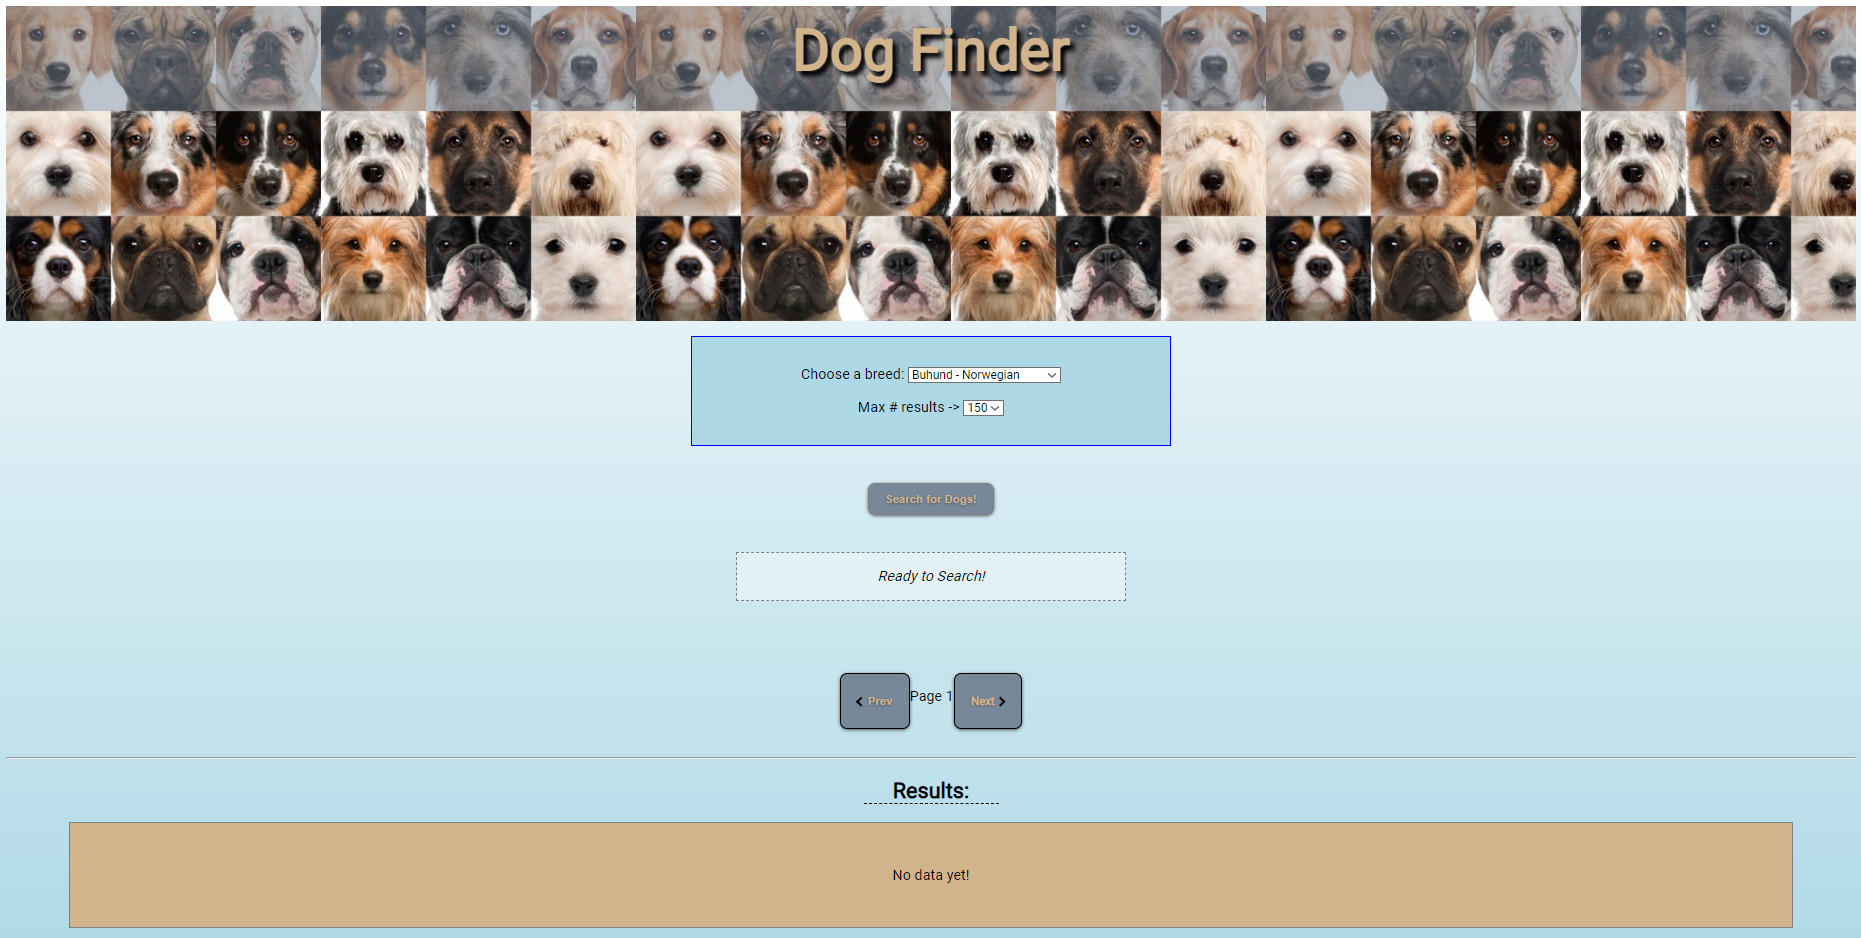 Dog Finder
Choose a breed: Buhund - Norwegian
Max # results -> 150
Search for Dogs!
Ready to Search!
Prev Page 1 Next
Results:
No data yet!